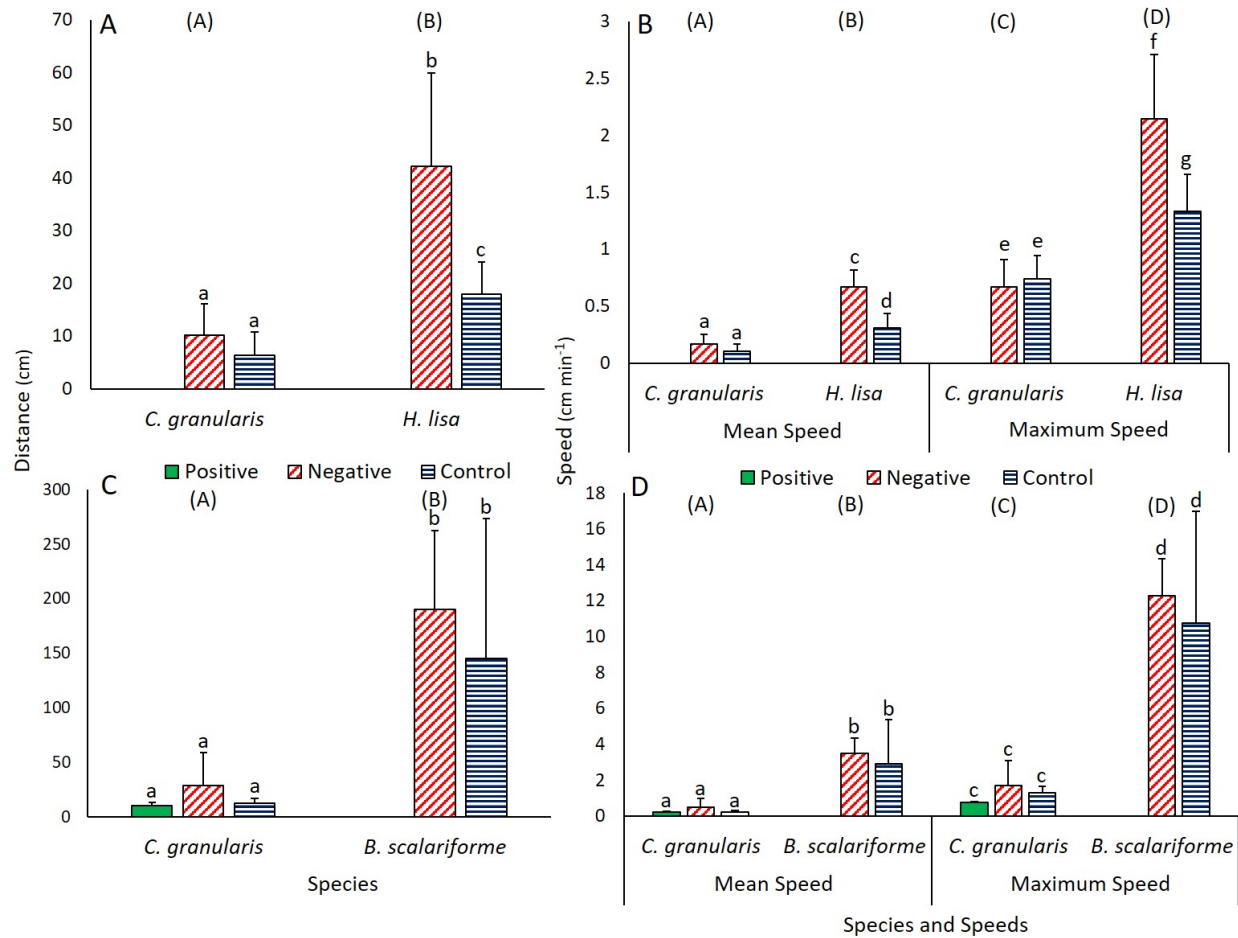 A
(A)
(B)
70
60
50
40
30
20
10
0
Distance (cm)
a
a
b
c
C. granularis
H. lisa
Positive
Negative
Control
B
(A)
(B)
(C)
(D)
3
2.5
2
1.5
1
0.5
0
Speed (cm min-1)
a
a
c
d
e
e
f
g
C. granularis
H. lisa
C. granularis
H. lisa
Mean Speed
Maximum Speed
Positive
Negative
Control
C
(A)
(B)
300
250
200
150
100
50
0
a
a
a
b
b
C. granularis
B. scalariforme
Species
D
(A)
(B)
(C)
(D)
18
16
14
12
10
8
6
4
2
0
a
a
a
b
b
c
c
c
d
d
C. granularis
B. scalariforme
C. granularis
B. scalariforme
Mean Speed
Maximum Speed
Species and Speeds